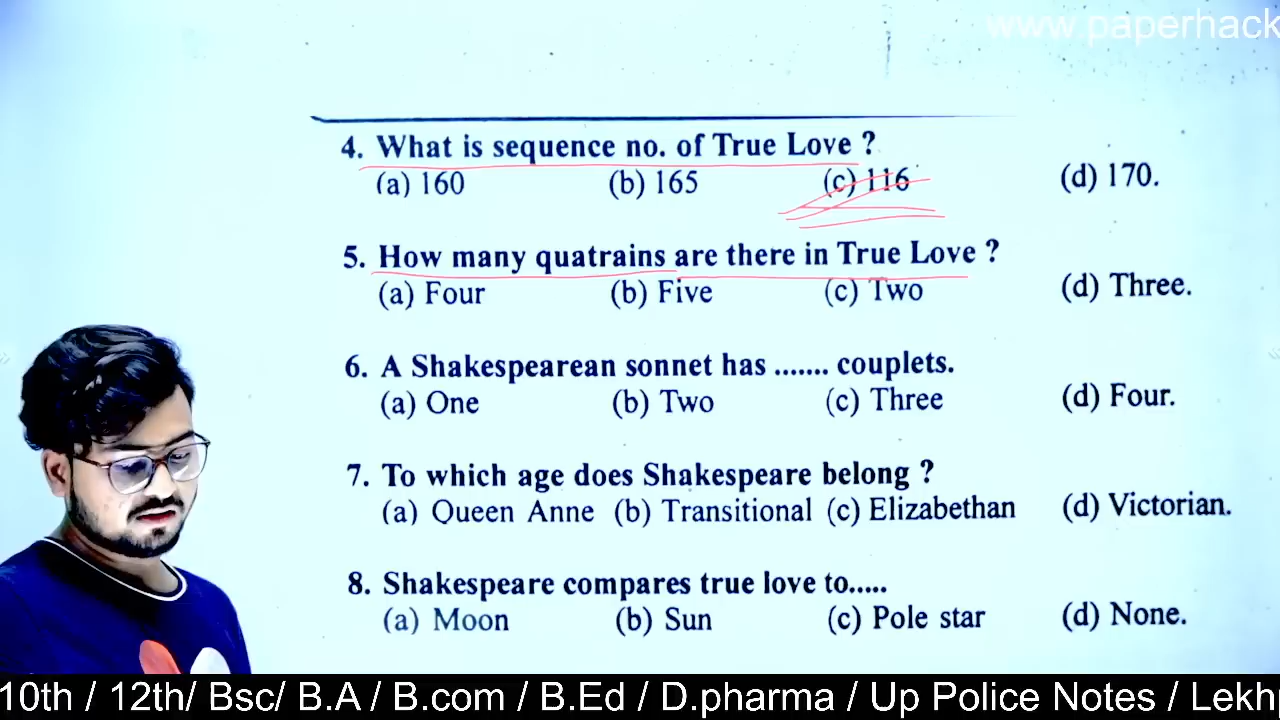 www.paperhack
4. What is sequence no. of True Love ?
(a) 160 (b) 165 (c) 116 (d) 170.
5. How many quatrains are there in True Love ?
(a) Four (b) Five (c) Two (d) Three.
6. A Shakespearean sonnet has ....... couplets.
(a) One (b) Two (c) Three (d) Four.
7. To which age does Shakespeare belong ?
(a) Queen Anne (b) Transitional (c) Elizabethan (d) Victorian.
8. Shakespeare compares true love to.....
(a) Moon (b) Sun (c) Pole star (d) None.
10th / 12th/ Bsc/ B.A / B.com / B.Ed / D.pharma / Up Police Notes / Lekh